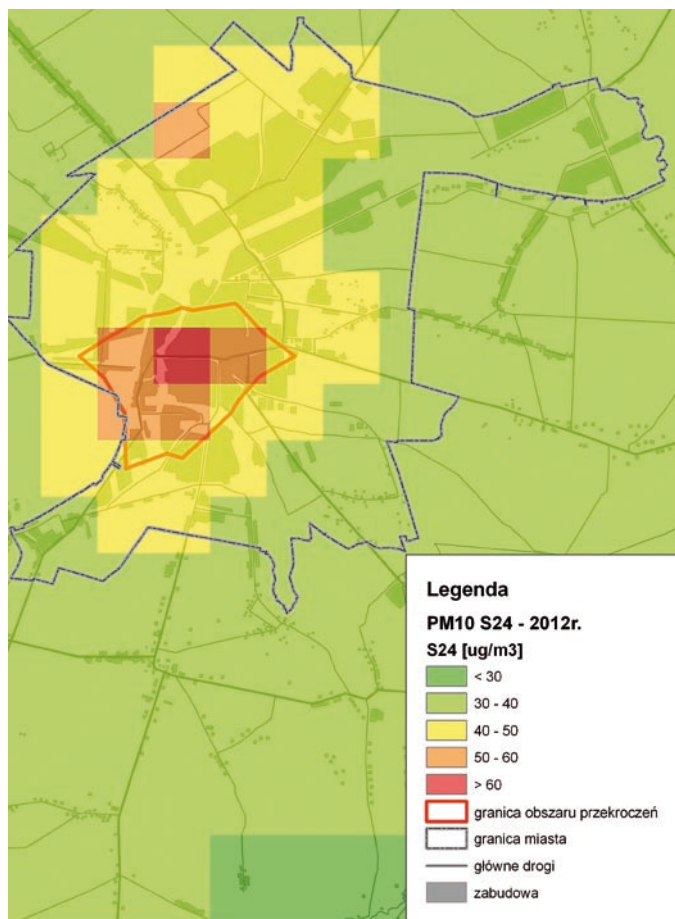 Legenda
PM10 S24 - 2012r.
S24 [ug/m3]
< 30
30 - 40
40 - 50
50 - 60
> 60
granica obszaru przekroczeń
granica miasta
główne drogi
zabudowa